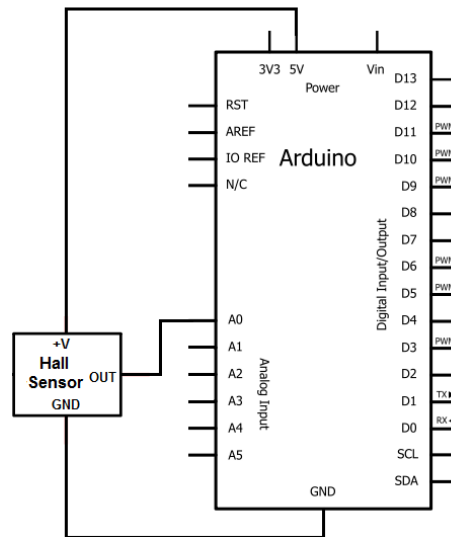 3V3 5V Vin
Power
RST
AREF
IO REF
N/C
Arduino
D13
D12
D11 PWM
D10 PWM
D9 PWM
D8
D7
D6 PWM
D5 PWM
D4
D3 PWM
D2
D1 TX
D0 RX
SCL
SDA
Digital Input/Output
A0
A1
A2
A3
A4
A5
Analog Input
GND
+V
Hall
Sensor
OUT
GND